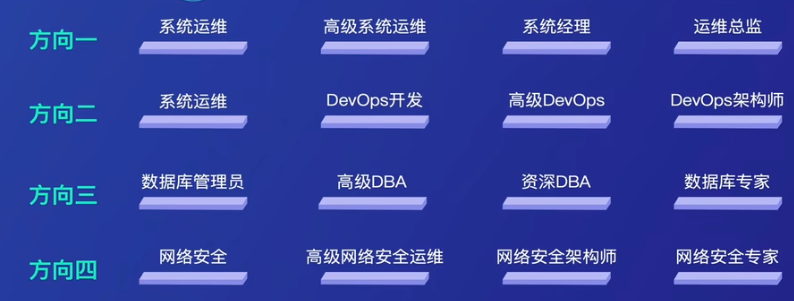 方向一 系统运维 高级系统运维 系统经理 运维总监
方向二 系统运维 DevOps开发 高级DevOps DevOps架构师
方向三 数据库管理员 高级DBA 资深DBA 数据库专家
方向四 网络安全 高级网络安全运维 网络安全架构师 网络安全专家